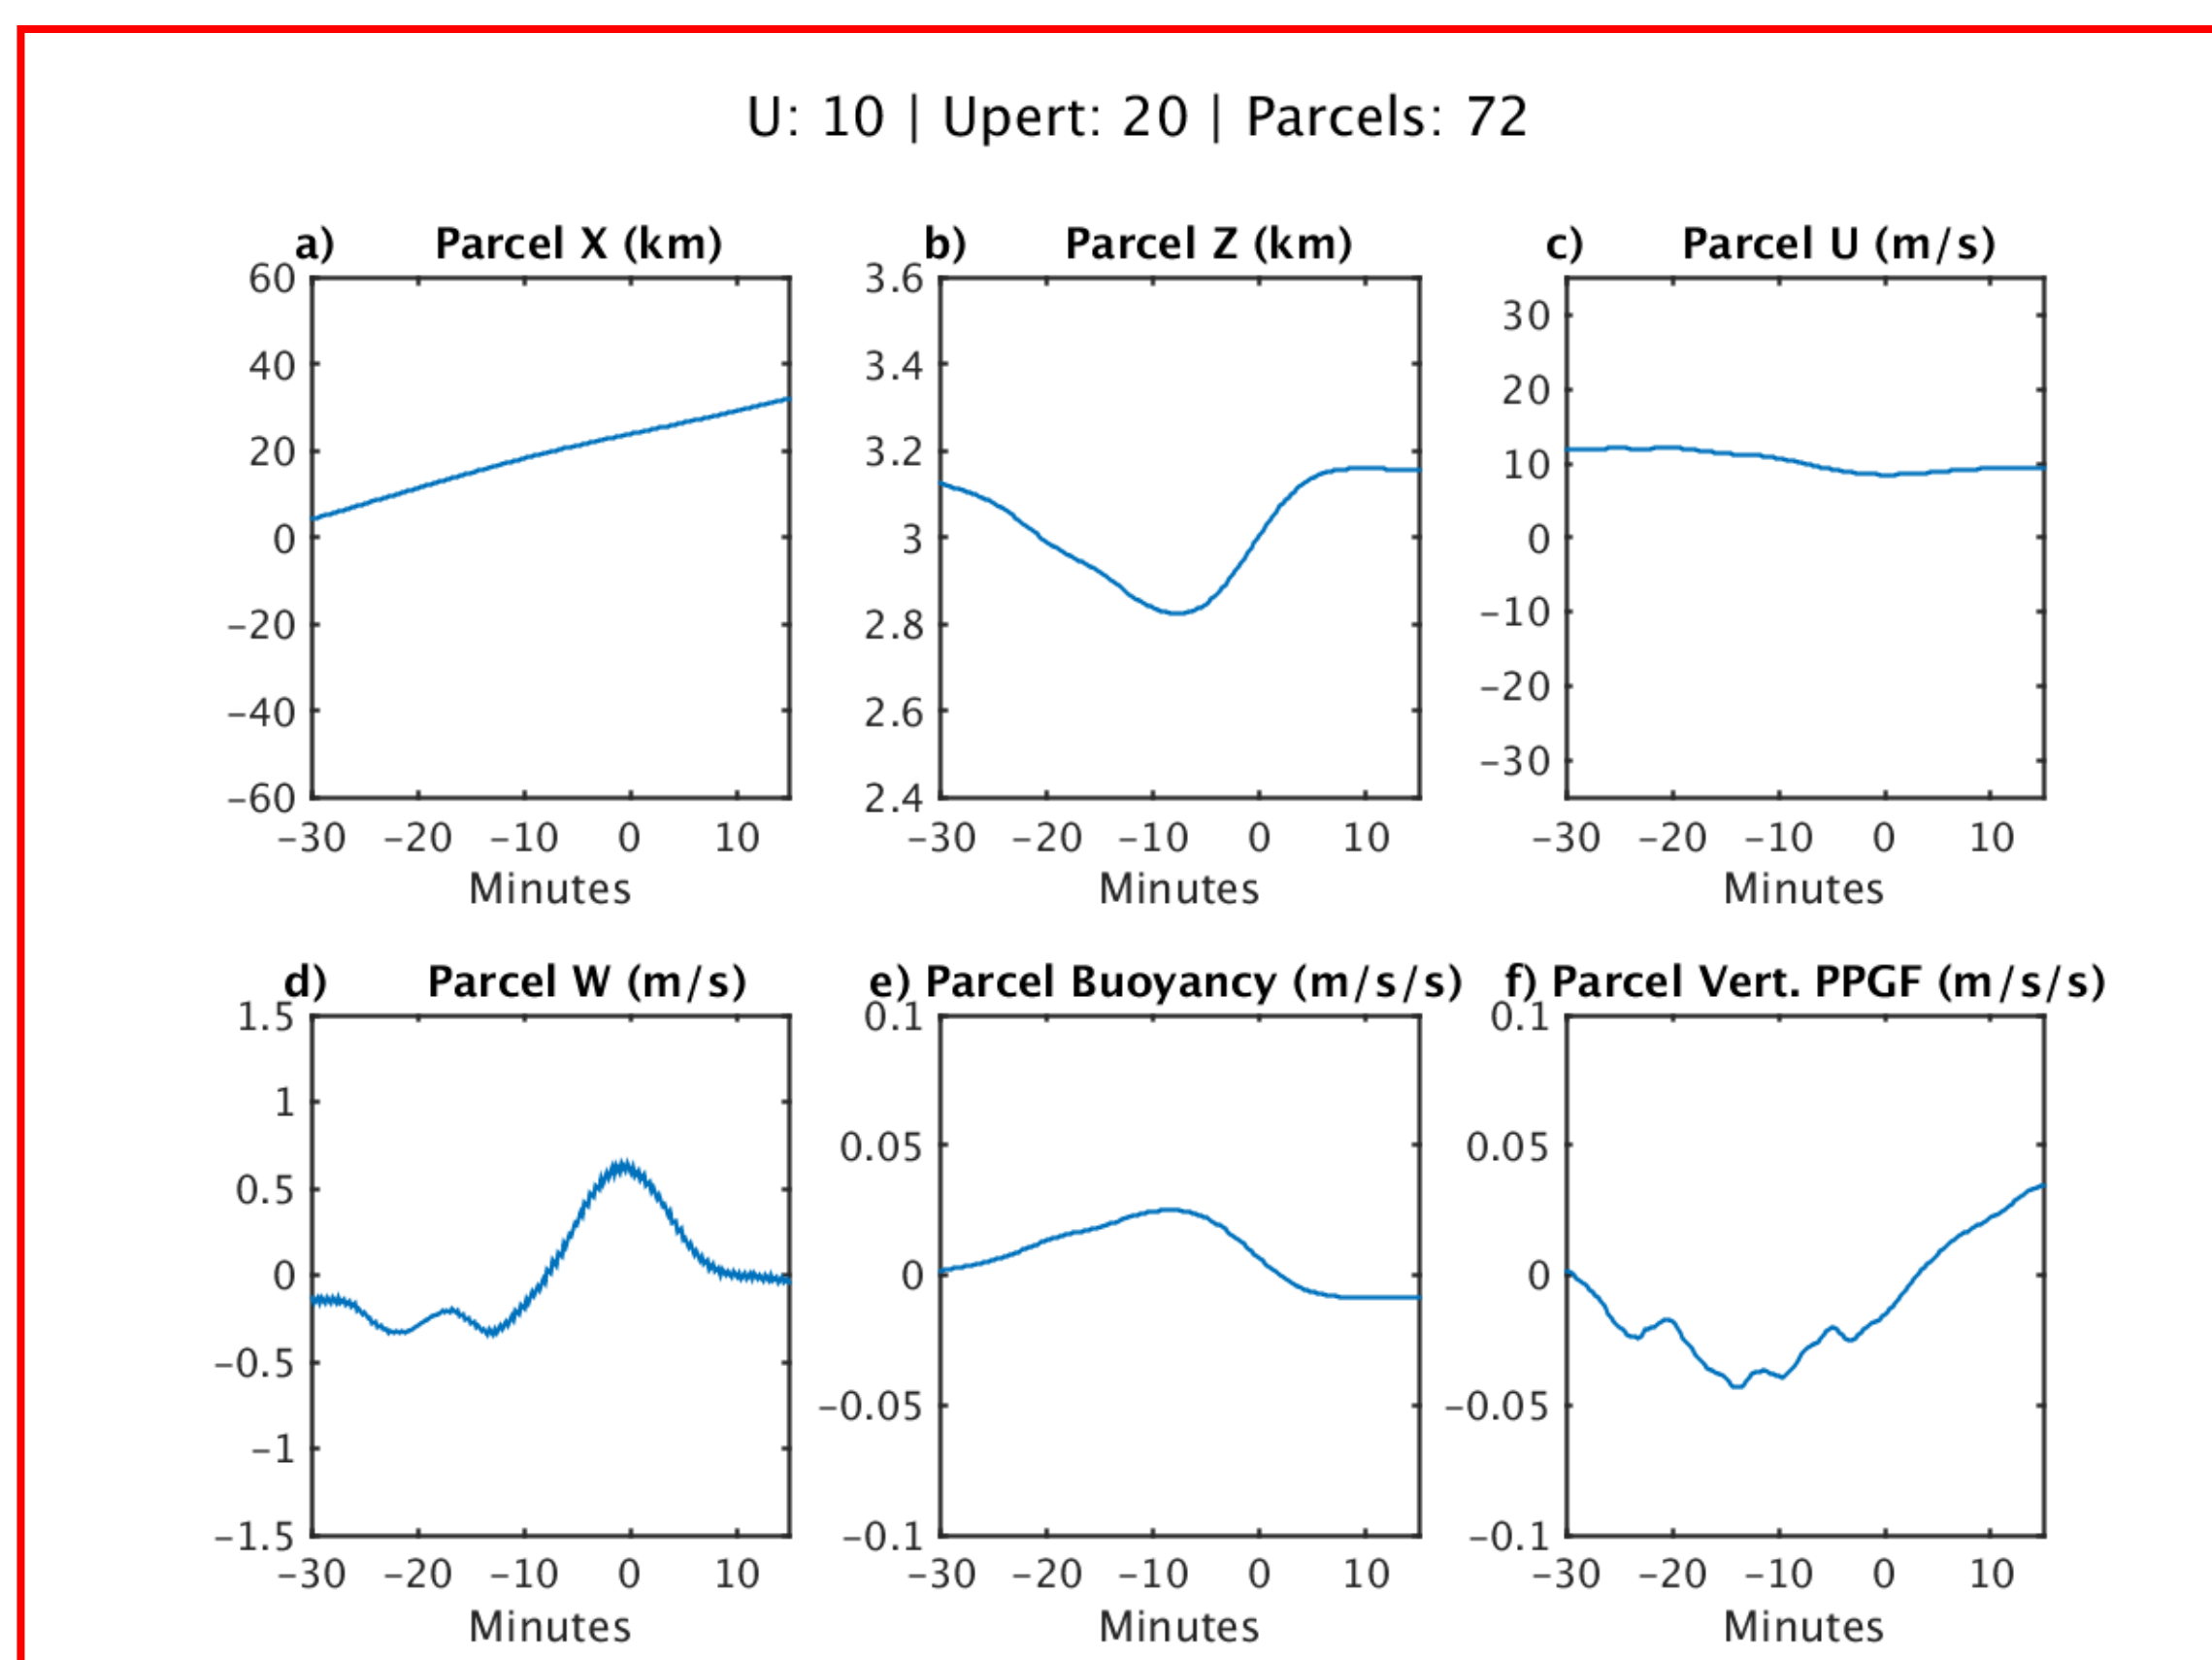 U: 10 | Upert: 20 | Parcels: 72
a) Parcel X (km)
60
40
20
0
−20
−40
−60
−30 −20 −10 0 10
Minutes
b) Parcel Z (km)
3.6
3.4
3.2
3
2.8
2.6
2.4
−30 −20 −10 0 10
Minutes
c) Parcel U (m/s)
30
20
10
0
−10
−20
−30
−30 −20 −10 0 10
Minutes
d) Parcel W (m/s)
1.5
1
0.5
0
−0.5
−1
−1.5
−30 −20 −10 0 10
Minutes
e) Parcel Buoyancy (m/s/s)
0.1
0.05
0
−0.05
−0.1
−30 −20 −10 0 10
Minutes
f) Parcel Vert. PPGF (m/s/s)
0.1
0.05
0
−0.05
−0.1
−30 −20 −10 0 10
Minutes